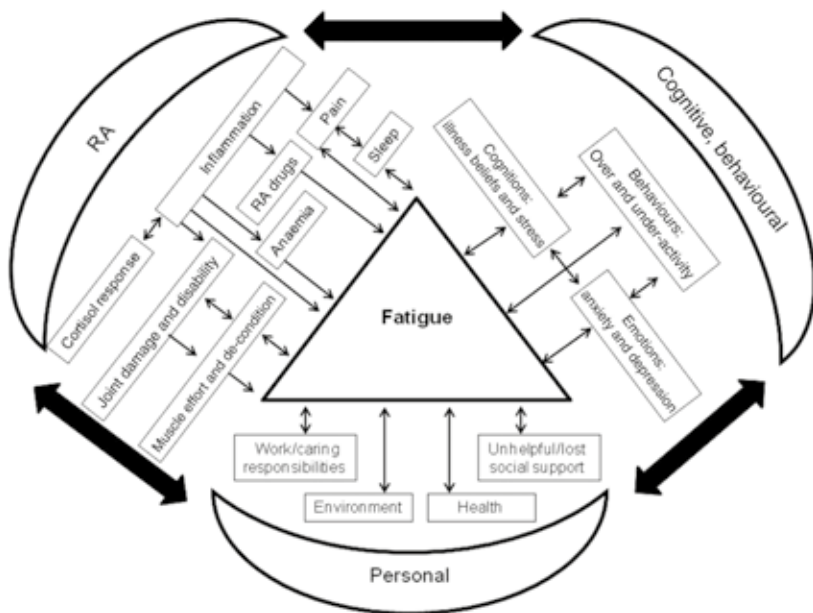 RA
Inflammation
Pain
Sleep
RA drugs
Anaemia
Cortisol response
Joint damage and disability
Muscle effort and de-condition
Cognitive, behavioural
Cognitions:
illness beliefs and stress
Behaviours:
Over and under-activity
Emotions:
anxiety and depression
Fatigue
Work/caring
responsibilities
Unhelpful/lost
social support
Environment
Health
Personal